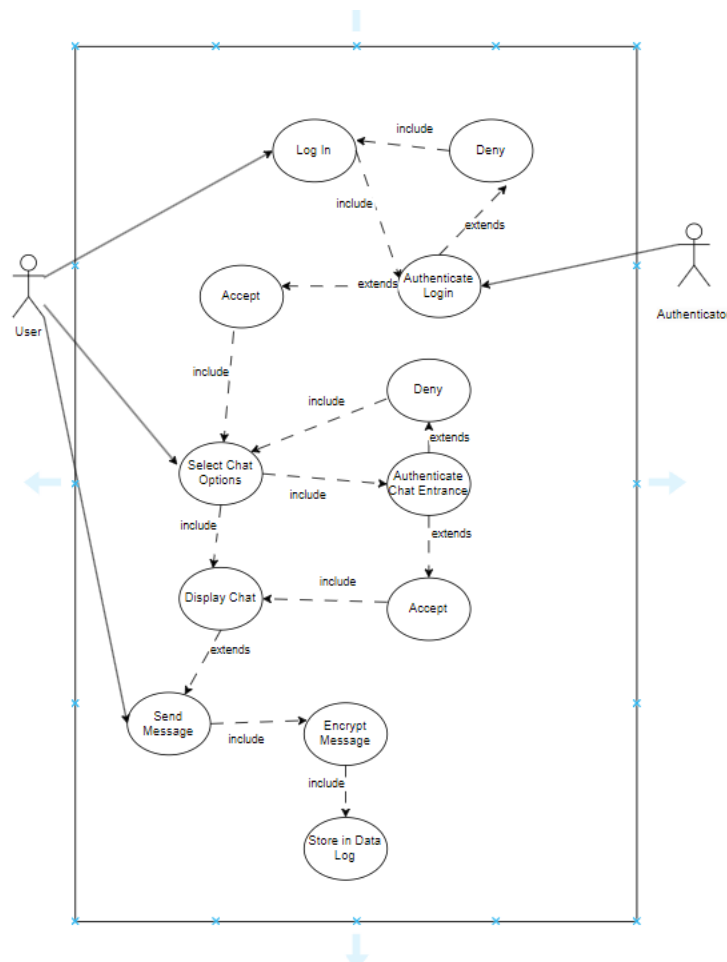 include
Log In
Deny
include
extends
Authenticate
Login
extends
Accept
User
Authenticato
Deny
include
include
extends
Select Chat
Options
Authenticate
Chat Entrance
include
include
extends
include
Display Chat
Accept
extends
Send
Message
Encrypt
Message
include
include
Store in Data
Log